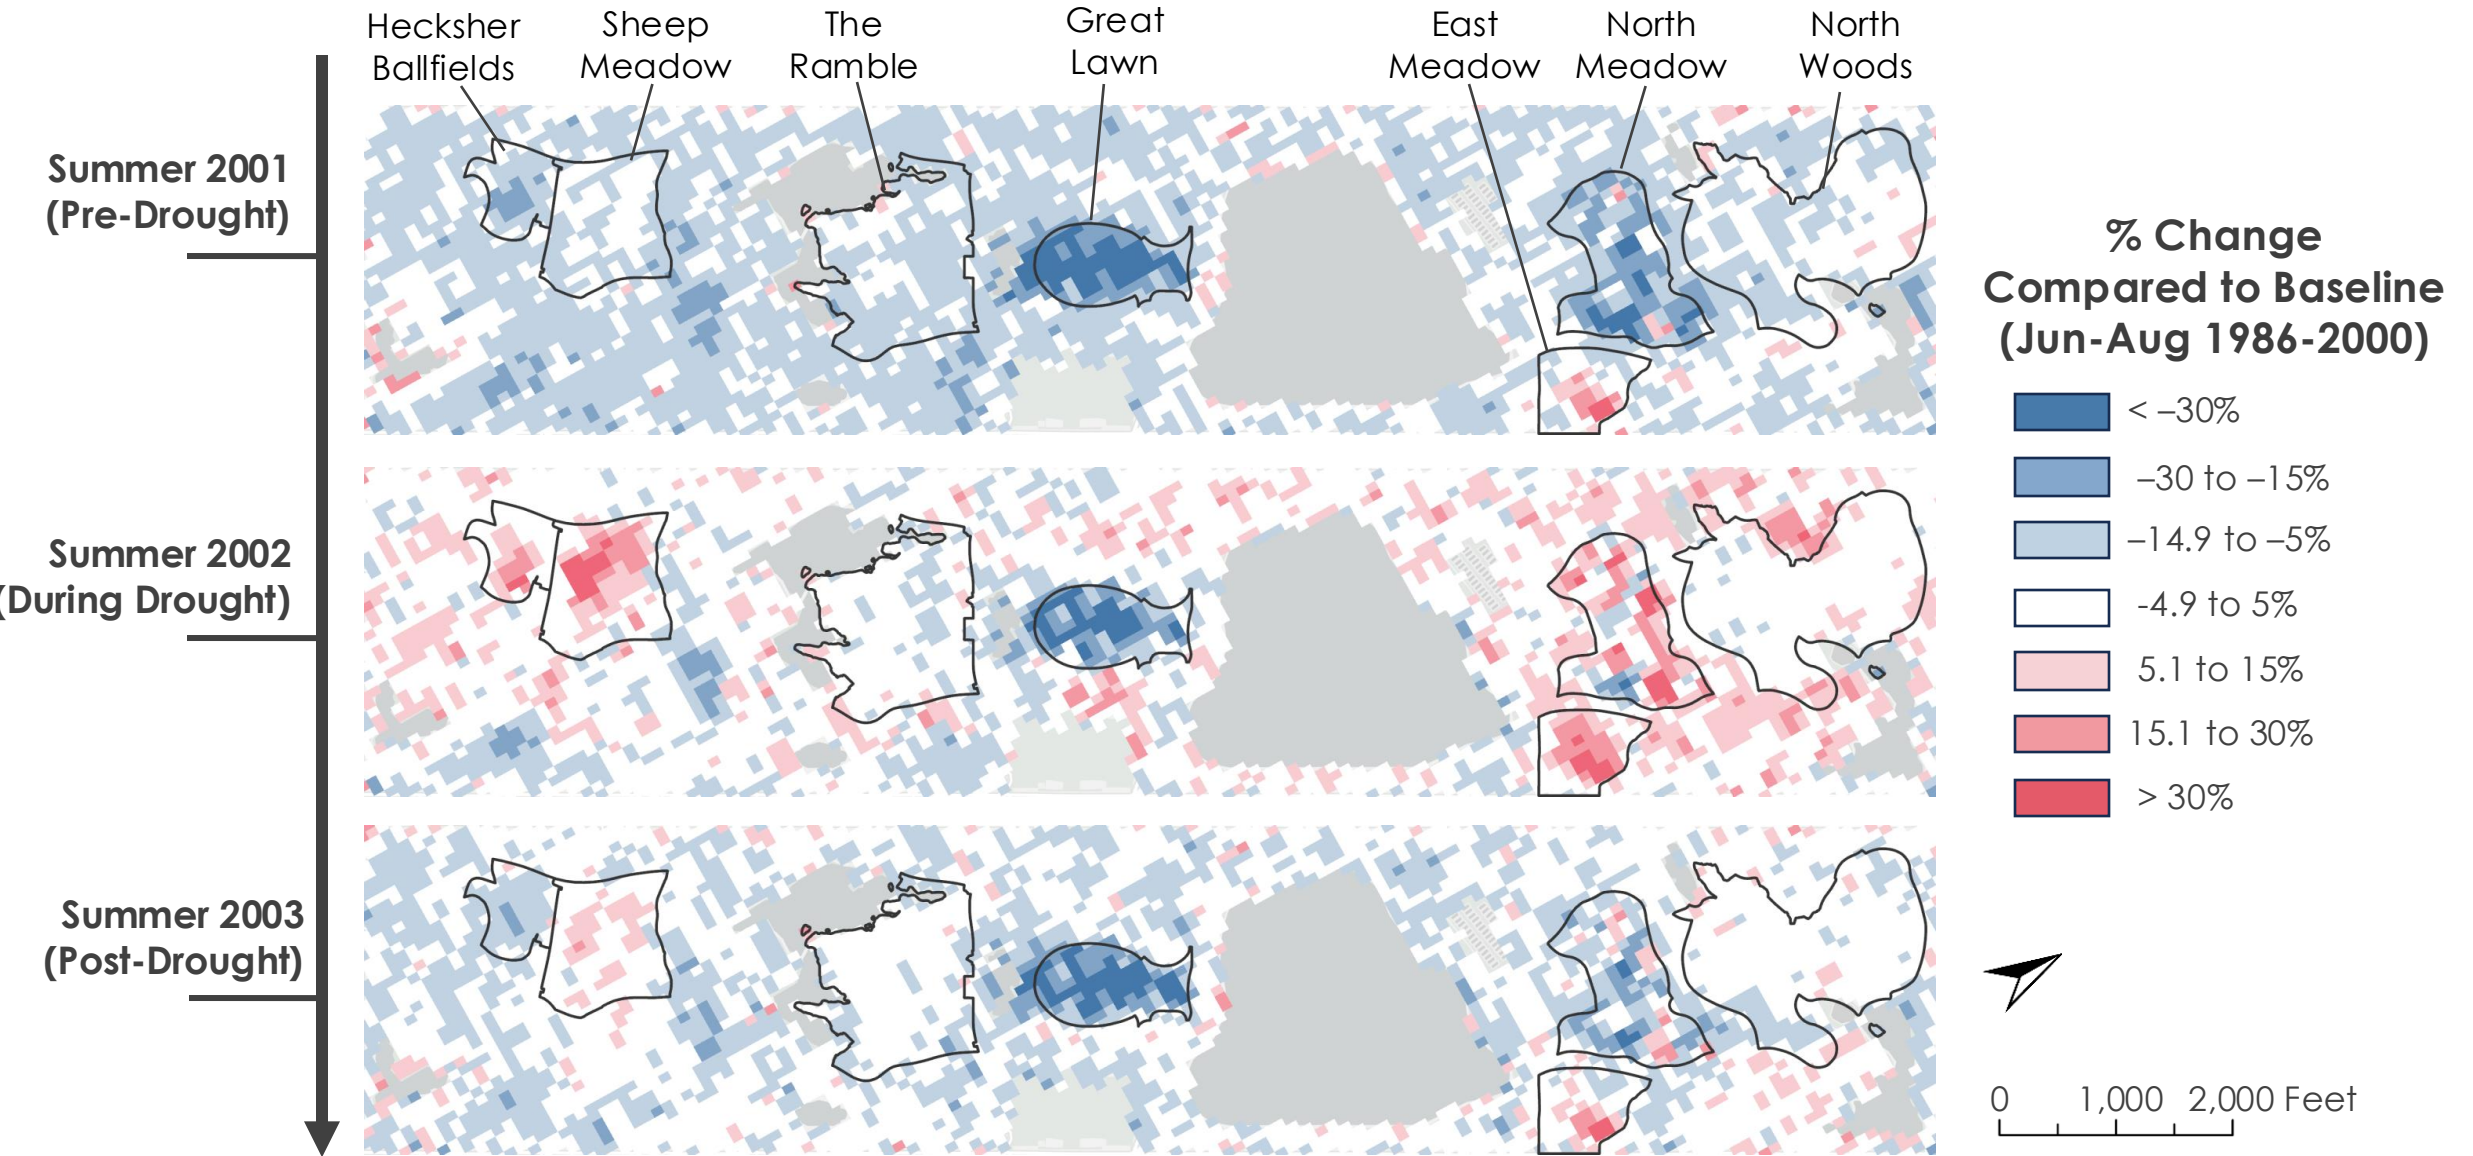 Hecksher
Ballfields
Sheep
Meadow
The
Ramble
Great
Lawn
East
Meadow
North
Meadow
North
Woods
Summer 2001
(Pre-Drought)
Summer 2002
(During Drought)
Summer 2003
(Post-Drought)
% Change
Compared to Baseline
(Jun-Aug 1986-2000)
< –30%
–30 to –15%
–14.9 to –5%
-4.9 to 5%
5.1 to 15%
15.1 to 30%
> 30%
0 1,000 2,000 Feet